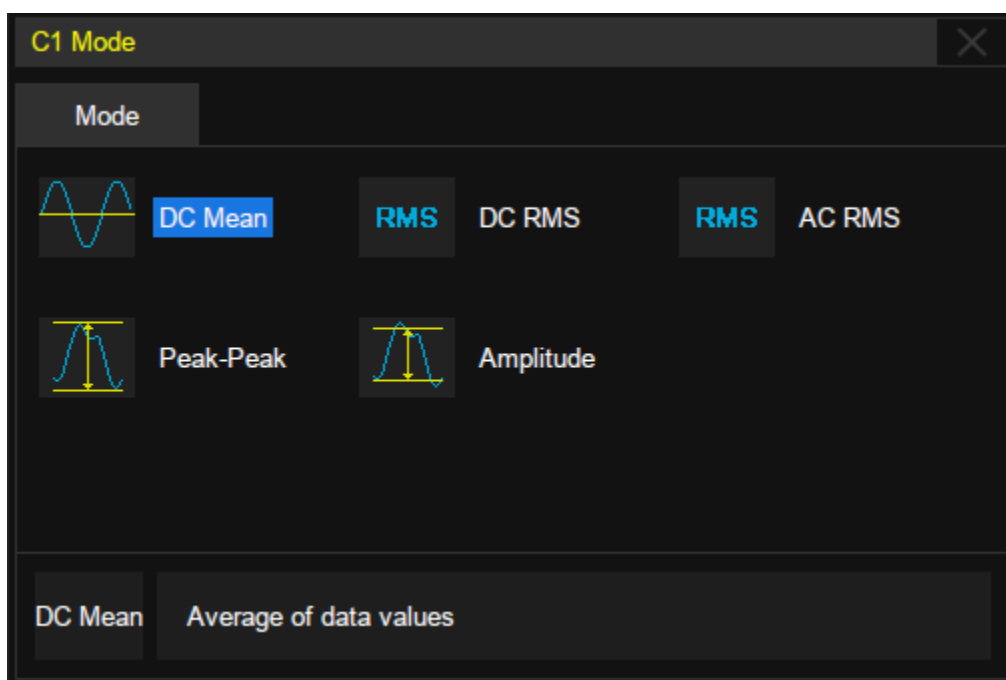 C1 Mode
Mode
DC Mean
RMS
DC RMS
RMS
AC RMS
Peak-Peak
Amplitude
DC Mean
Average of data values